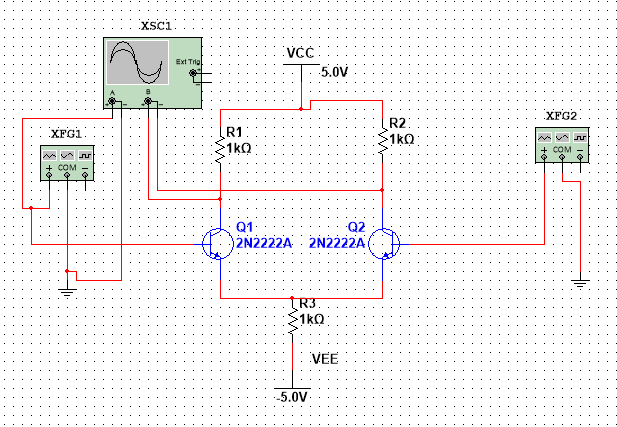 XSC1
Ext Trig
+
-
A
B
+ - + -
VCC
5.0V
XFG1
+ COM -
R1
1kΩ
R2
1kΩ
XFG2
+ COM -
Q1
2N2222A
Q2
2N2222A
R3
1kΩ
VEE
-5.0V